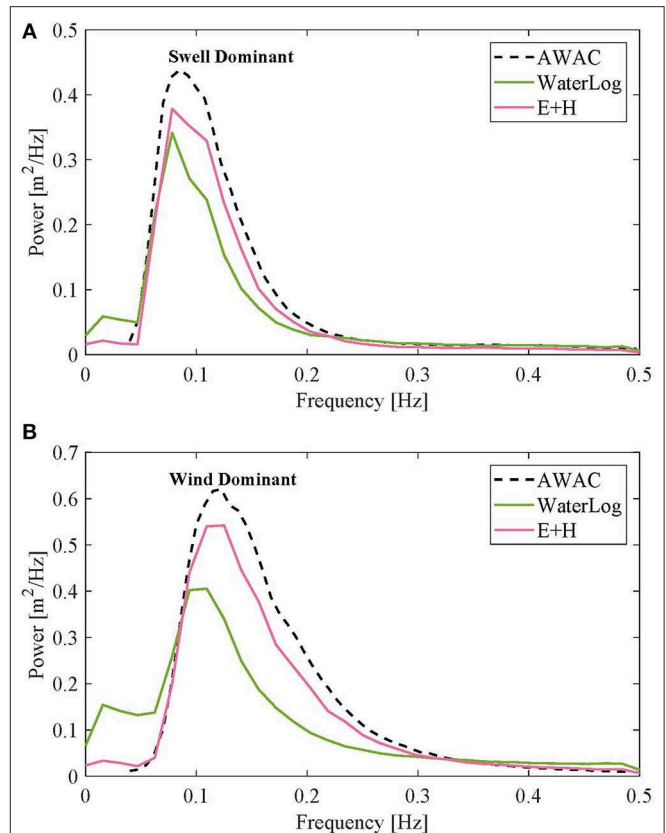 A
0.5
Swell Dominant
AWAC
WaterLog
E+H
0.4
0.3
0.2
0.1
0
Power [m²/Hz]
0 0.1 0.2 0.3 0.4 0.5
Frequency [Hz]
B
0.7
Wind Dominant
AWAC
WaterLog
E+H
0.6
0.5
0.4
0.3
0.2
0.1
0
Power [m²/Hz]
0 0.1 0.2 0.3 0.4 0.5
Frequency [Hz]